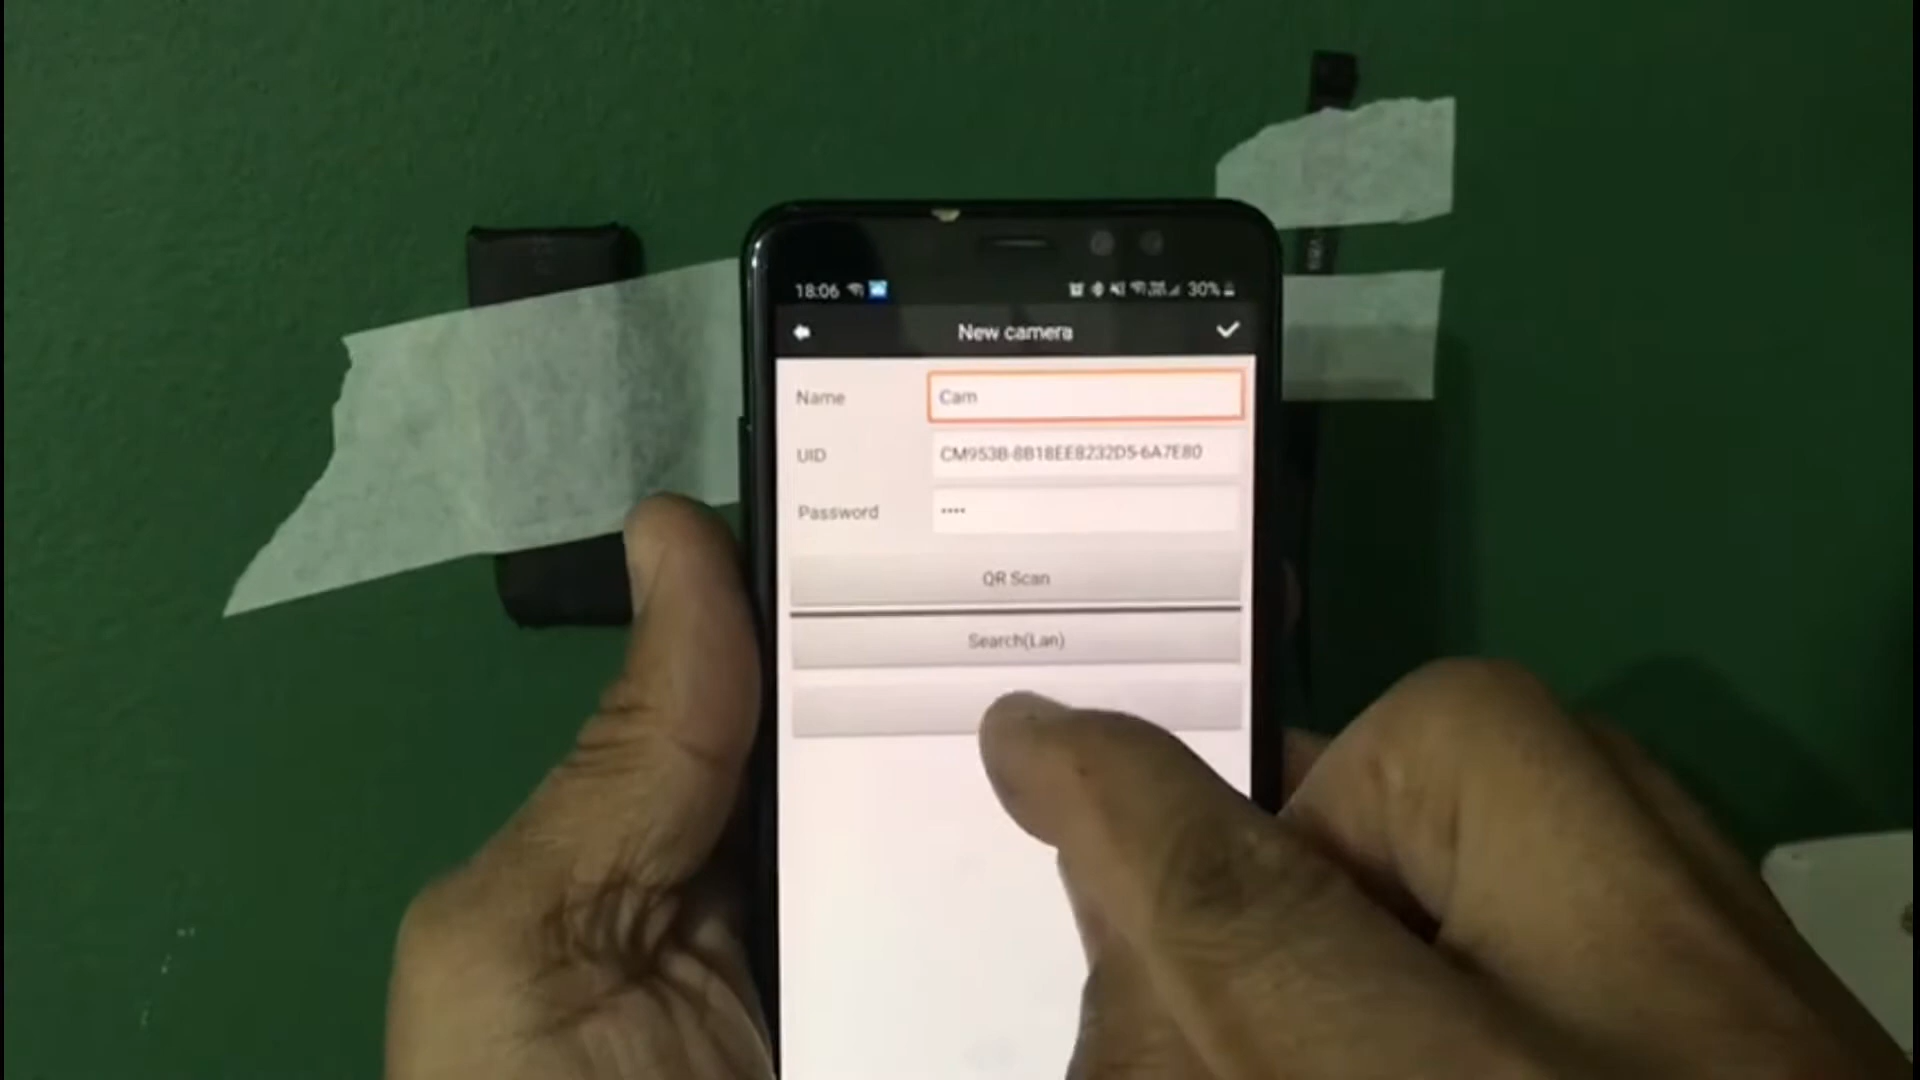 18:06 30%
New camera
Name Cam
UID CM953B-8B18EE8232D5-6A7E80
Password ····
QR Scan
Search(Lan)